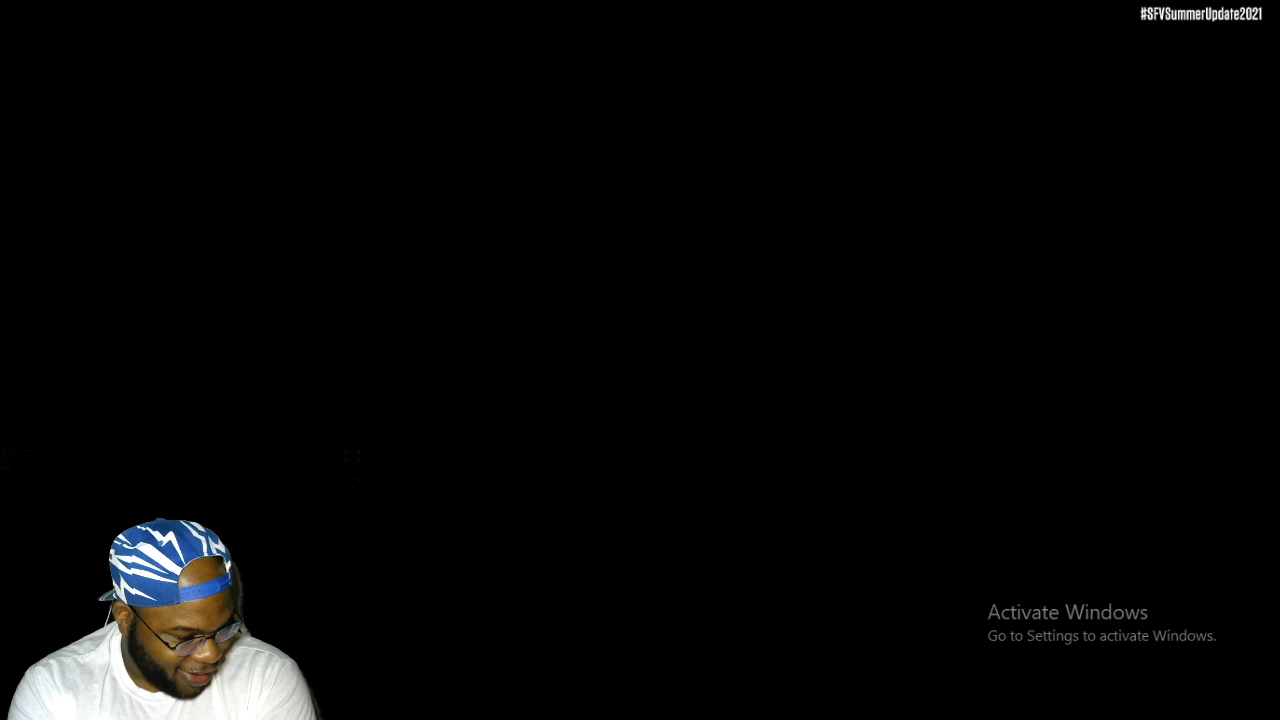 #SFVSummerUpdate2021
Activate Windows
Go to Settings to activate Windows.